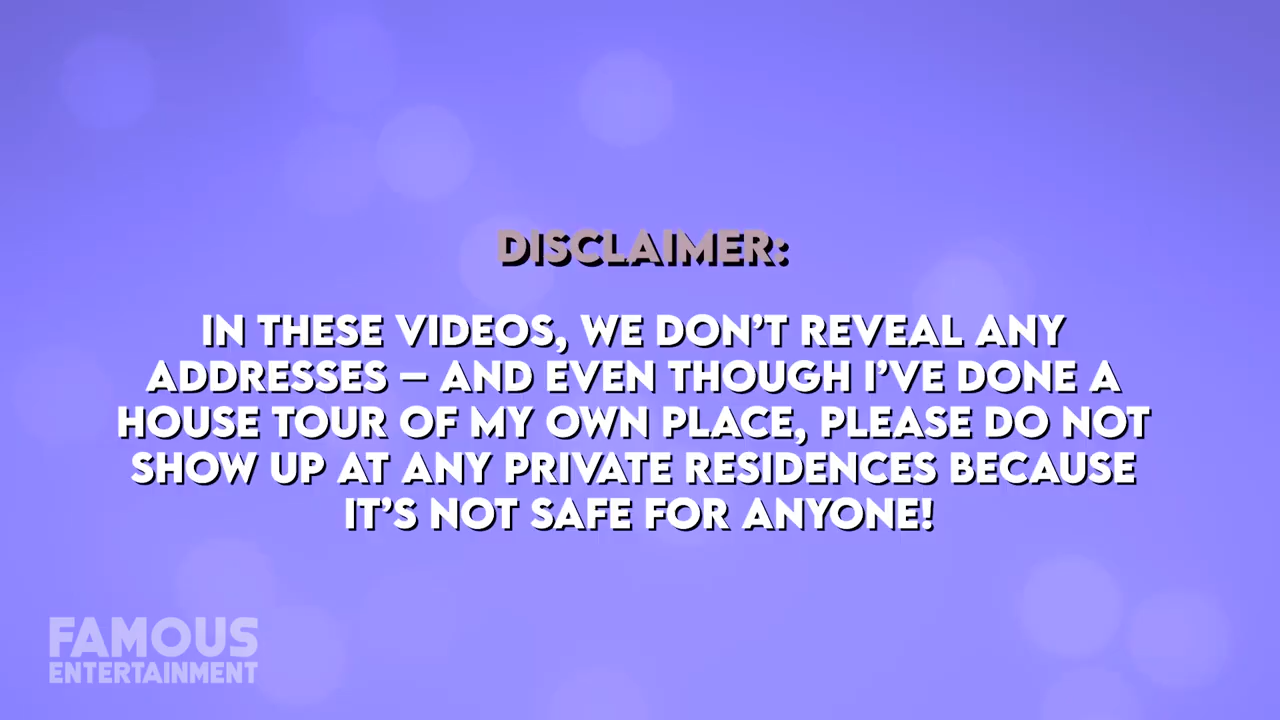 DISCLAIMER:
IN THESE VIDEOS, WE DON’T REVEAL ANY
ADDRESSES – AND EVEN THOUGH I’VE DONE A
HOUSE TOUR OF MY OWN PLACE, PLEASE DO NOT
SHOW UP AT ANY PRIVATE RESIDENCES BECAUSE
IT’S NOT SAFE FOR ANYONE!
FAMOUS
ENTERTAINMENT